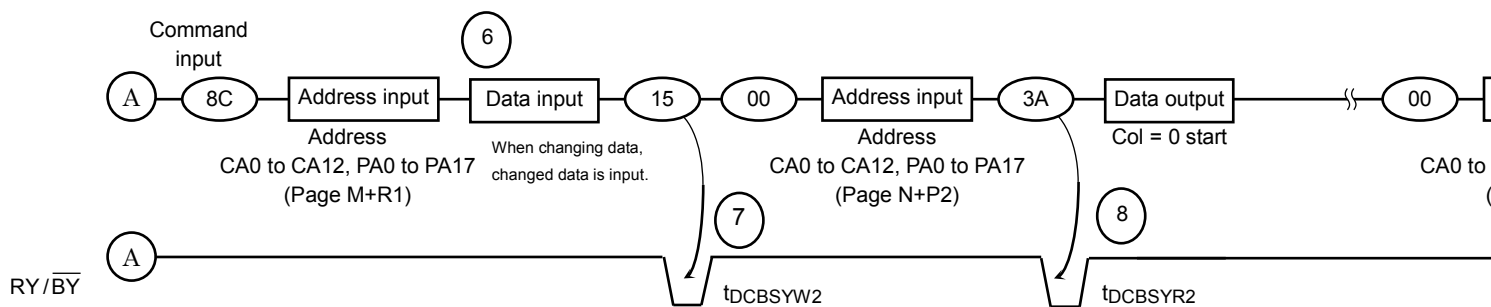 Command
input
6
A
8C
Address input
Data input
15
00
Address input
3A
Data output
00
Address
CA0 to CA12, PA0 to PA17
(Page M+R1)
When changing data,
changed data is input.
Address
CA0 to CA12, PA0 to PA17
(Page N+P2)
Col = 0 start
CA0 to
(
7
8
A
RY/BY
tDCBSYW2
tDCBSYR2